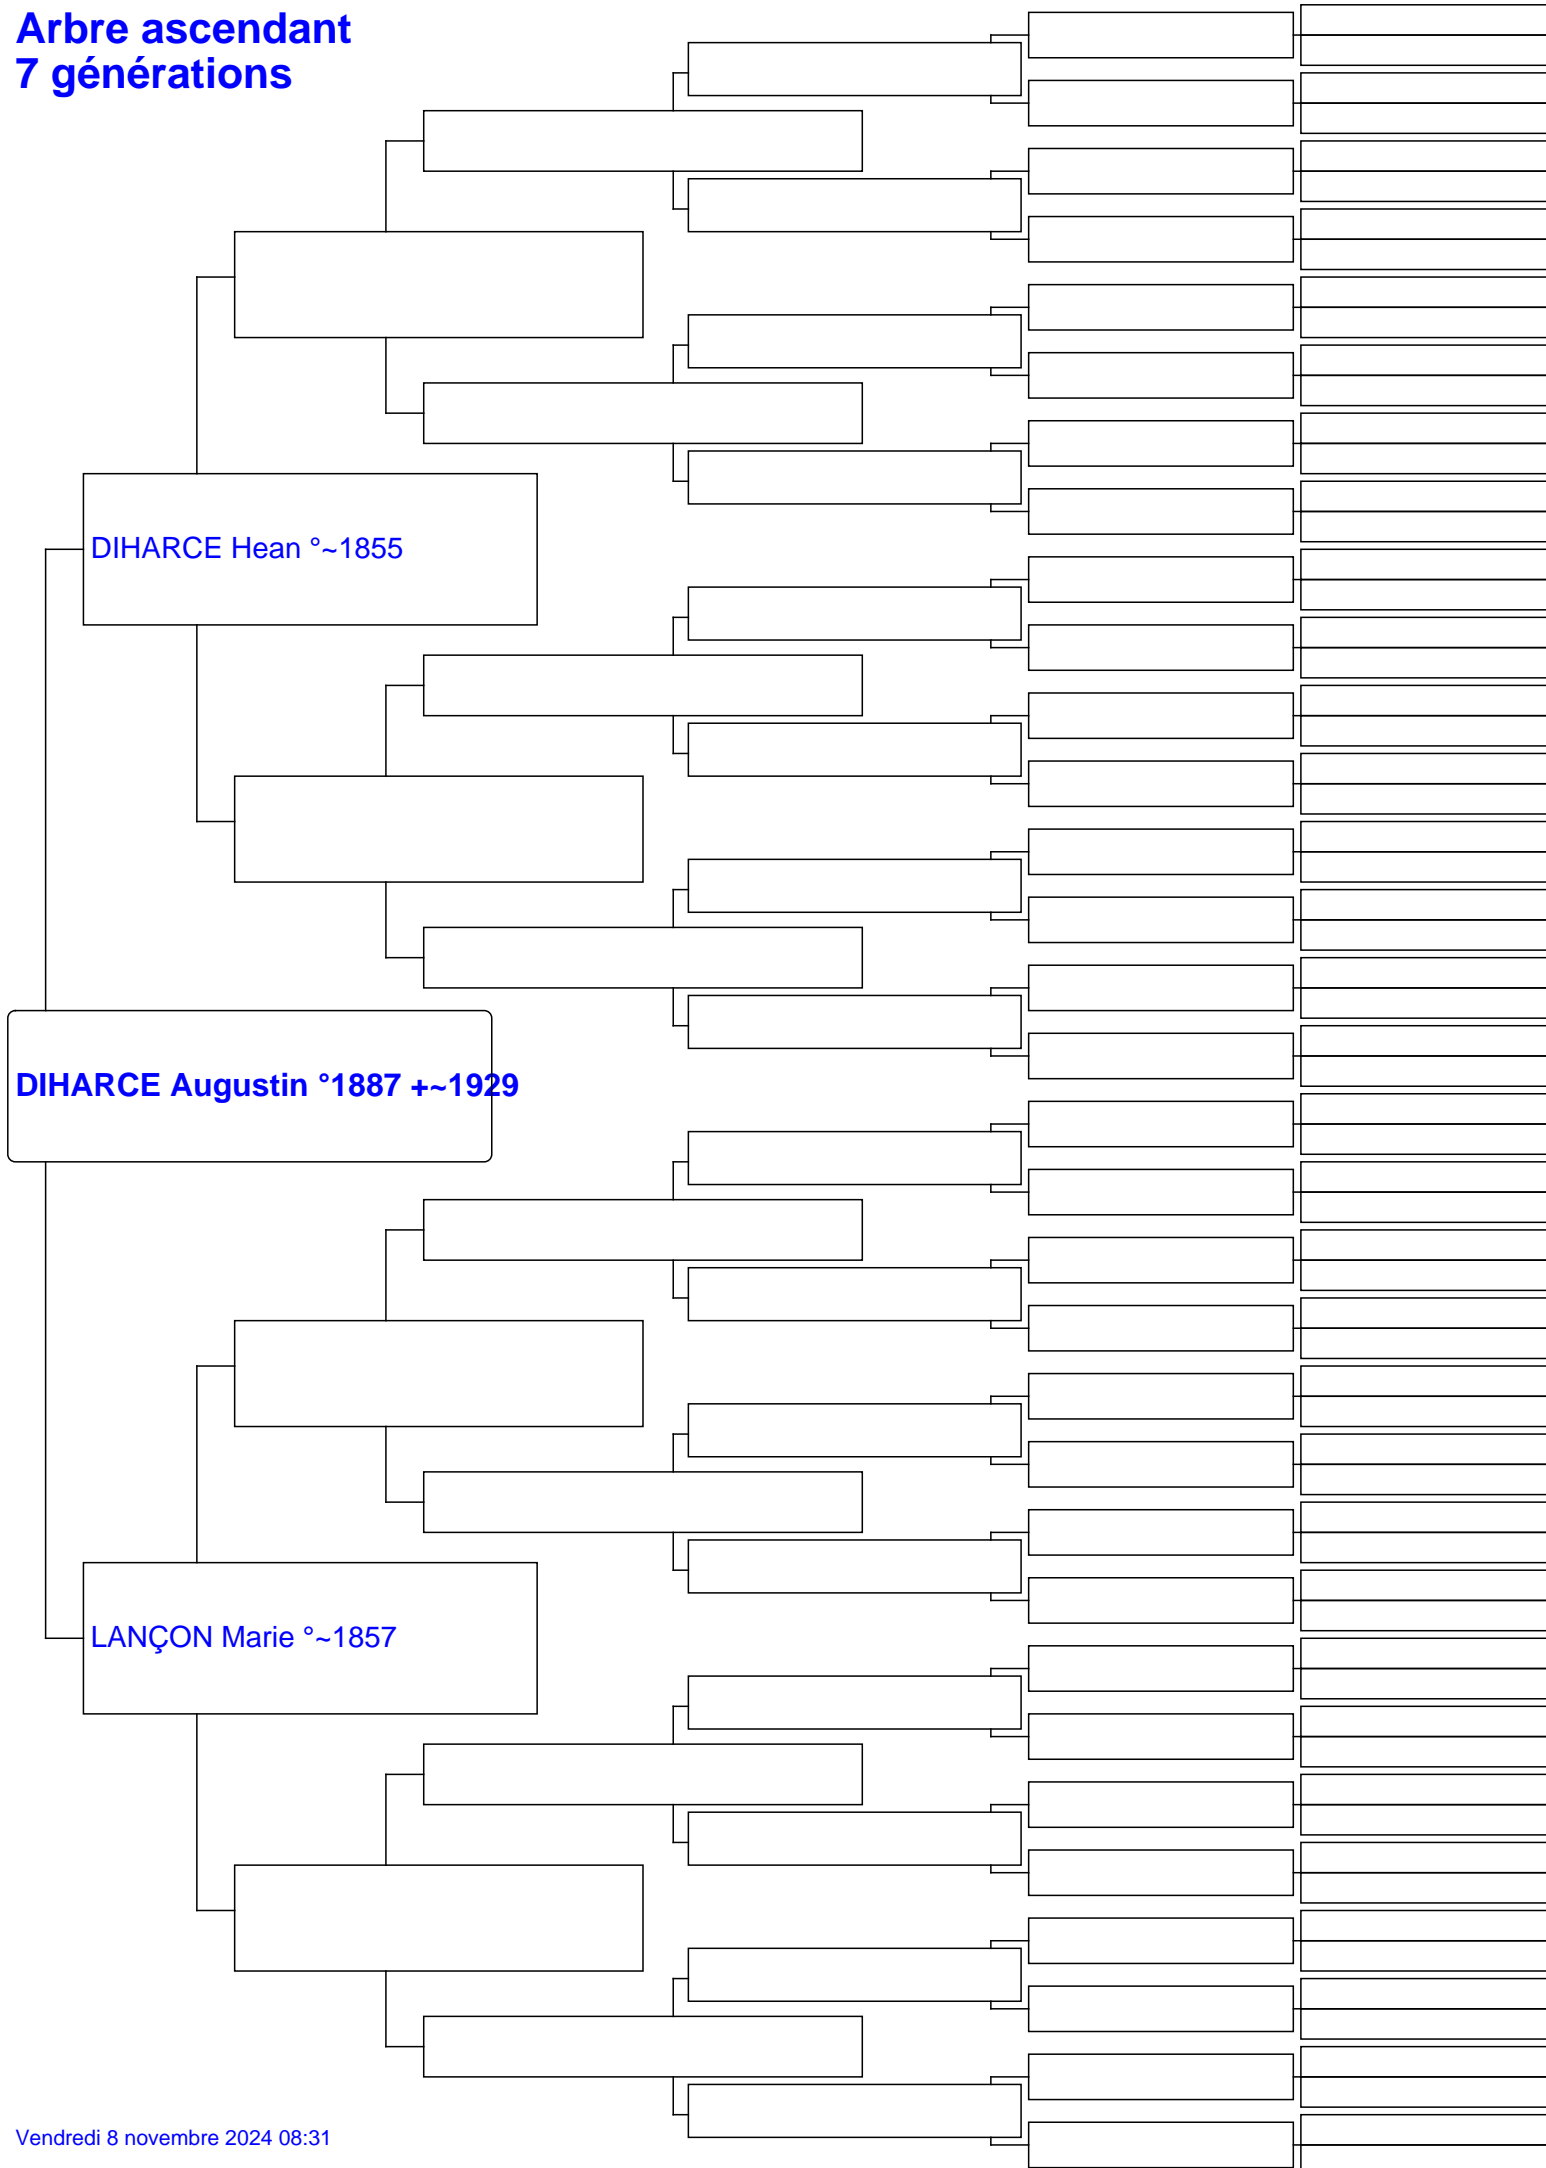 Arbre ascendant
7 générations
DIHARCE Hean °~1855
DIHARCE Augustin °1887 +~1929
LANÇON Marie °~1857
Vendredi 8 novembre 2024 08:31